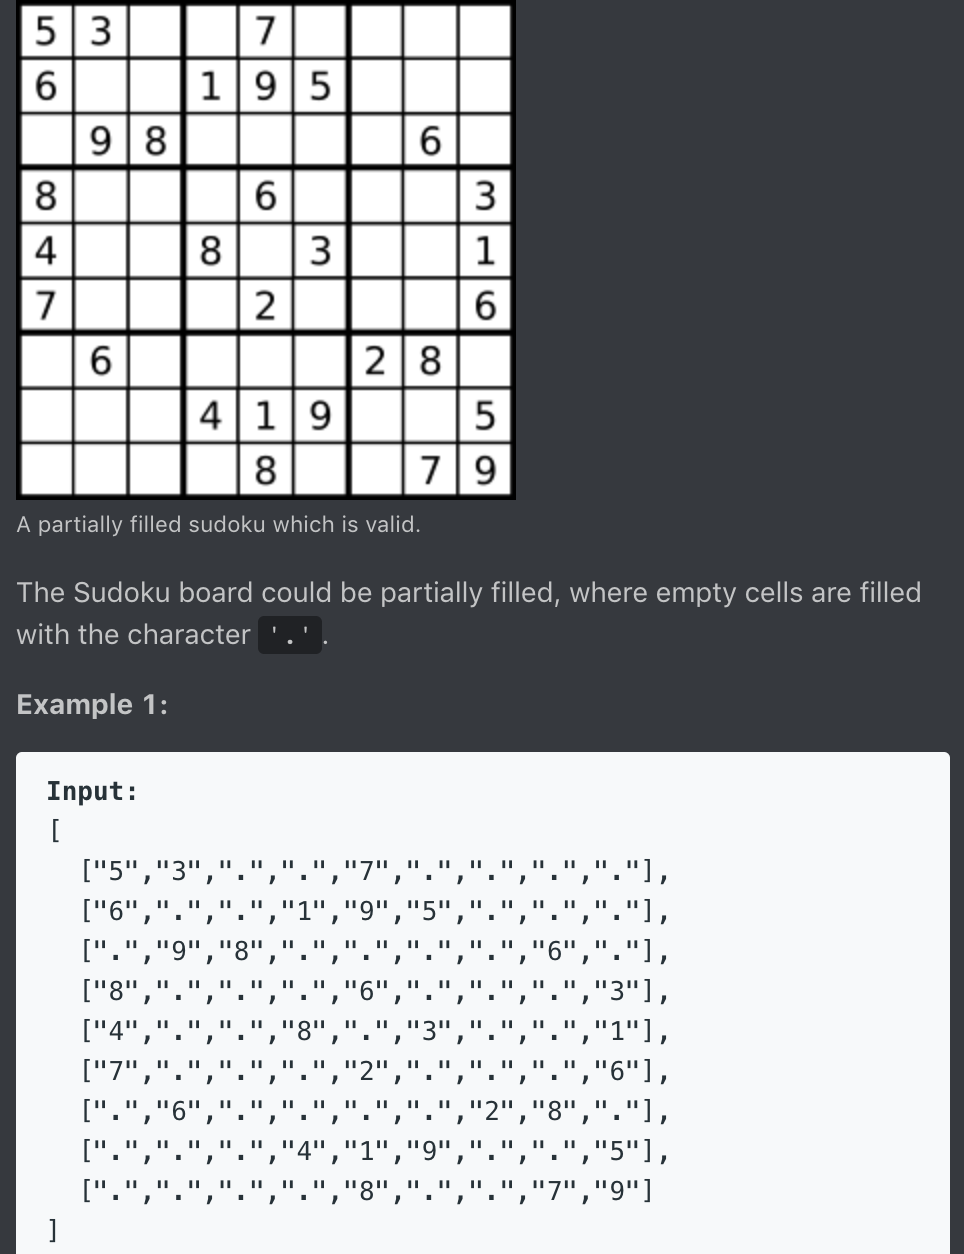 5 3 7
6 1 9 5
9 8 6
8 6 3
4 8 3 1
7 2 6
6 2 8
4 1 9 5
8 7 9
A partially filled sudoku which is valid.
The Sudoku board could be partially filled, where empty cells are filled
with the character '.'.
Example 1:
Input:
[
["5","3",".",".","7",".",".",".","."],
["6",".",".","1","9","5",".",".","."],
[".","9","8",".",".",".",".","6","."],
["8",".",".",".","6",".",".",".","3"],
["4",".",".","8",".","3",".",".","1"],
["7",".",".",".","2",".",".",".","6"],
[".","6",".",".",".",".","2","8","."],
[".",".",".","4","1","9",".",".","5"],
[".",".",".",".","8",".",".","7","9"]
]